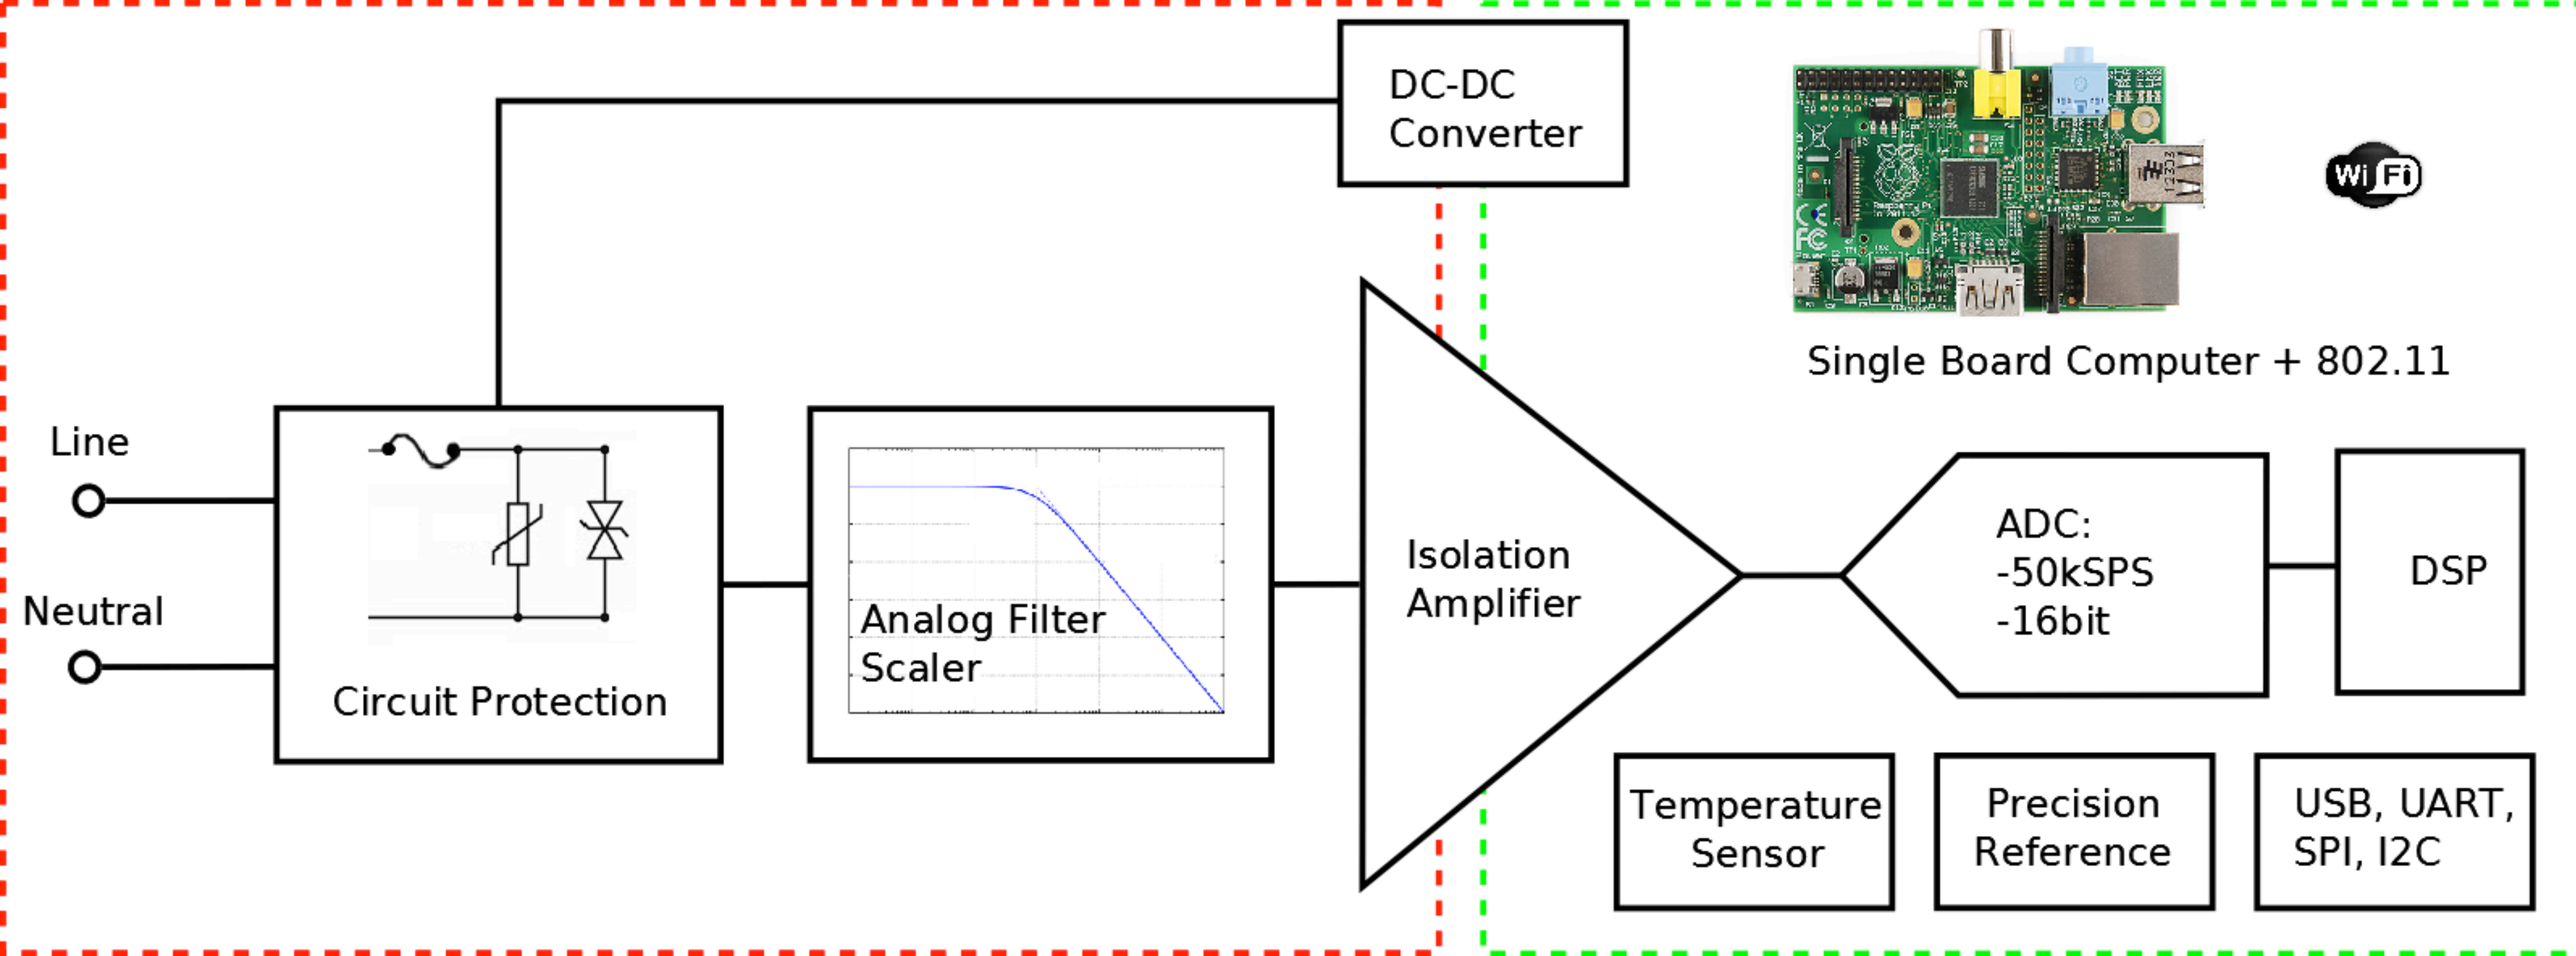 DC-DC
Converter
Wi Fi
Single Board Computer + 802.11
Line
Neutral
Circuit Protection
Analog Filter
Scaler
Isolation
Amplifier
ADC:
-50kSPS
-16bit
DSP
Temperature
Sensor
Precision
Reference
USB, UART,
SPI, I2C